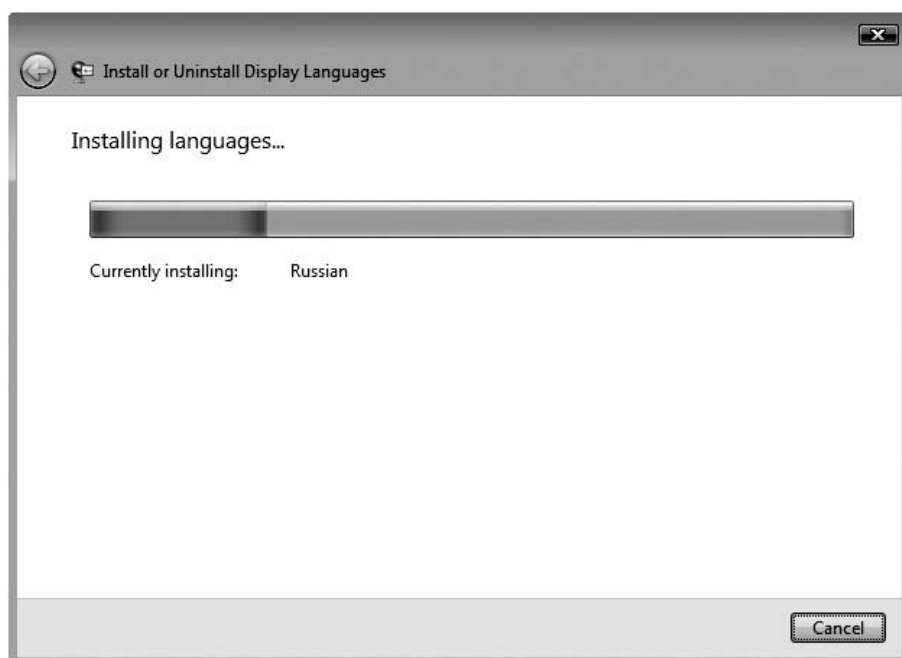 Install or Uninstall Display Languages
Installing languages...
Currently installing: Russian
Cancel